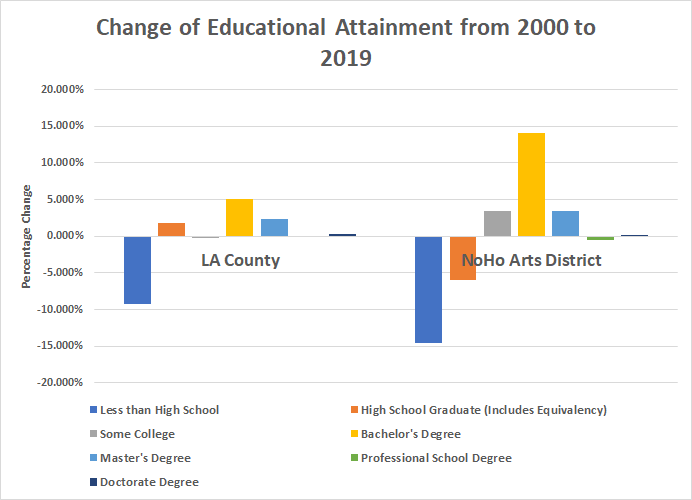 Change of Educational Attainment from 2000 to
2019
20.000%
15.000%
10.000%
5.000%
0.000%
-5.000%
-10.000%
-15.000%
-20.000%
Percentage Change
LA County
NoHo Arts District
Less than High School
High School Graduate (Includes Equivalency)
Some College
Bachelor's Degree
Master's Degree
Professional School Degree
Doctorate Degree